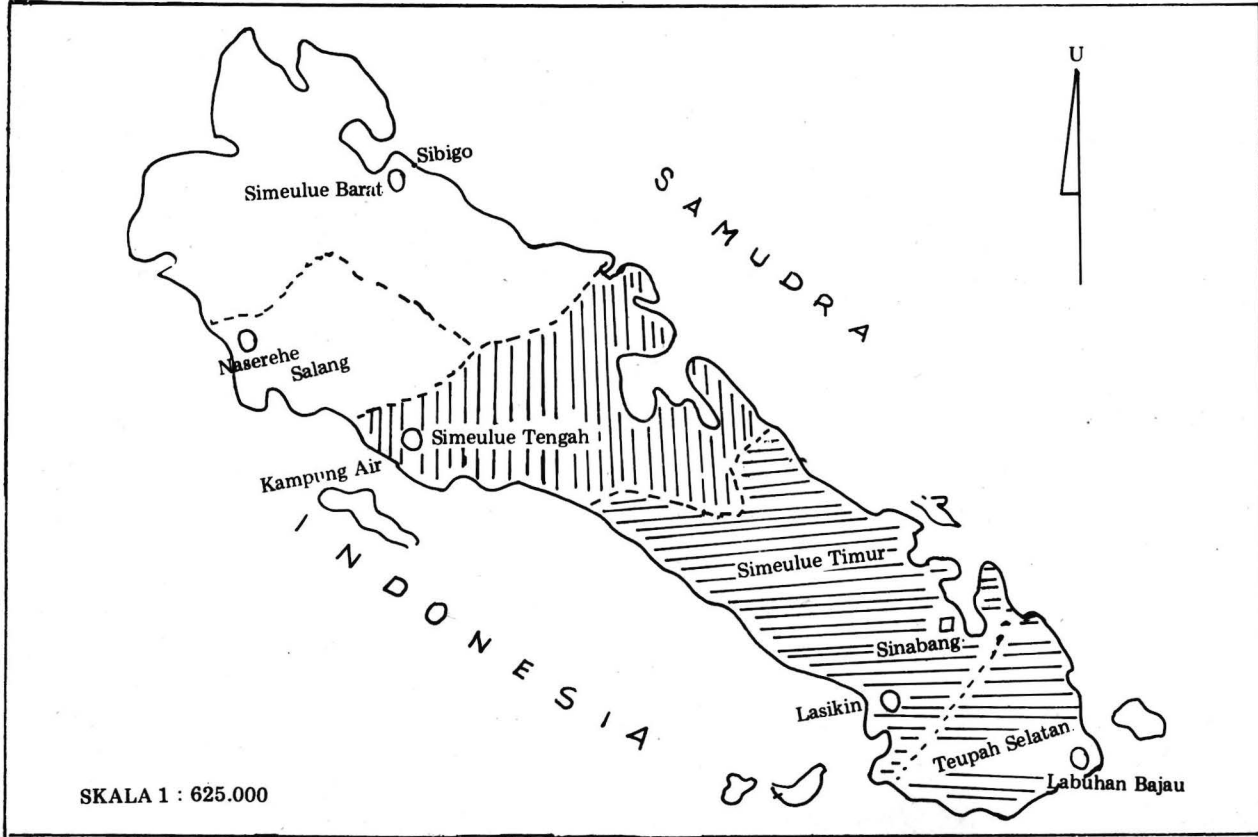 U
SAMUDRA
Sibigo
Simeulue Barat
Naserehe
Salang
Simeulue Tengah
Kampung Air
INDONESIA
Simeulue Timur
Sinabang
Lasikin
Teupah Selatan
Labuhan Bajau
SKALA 1 : 625.000